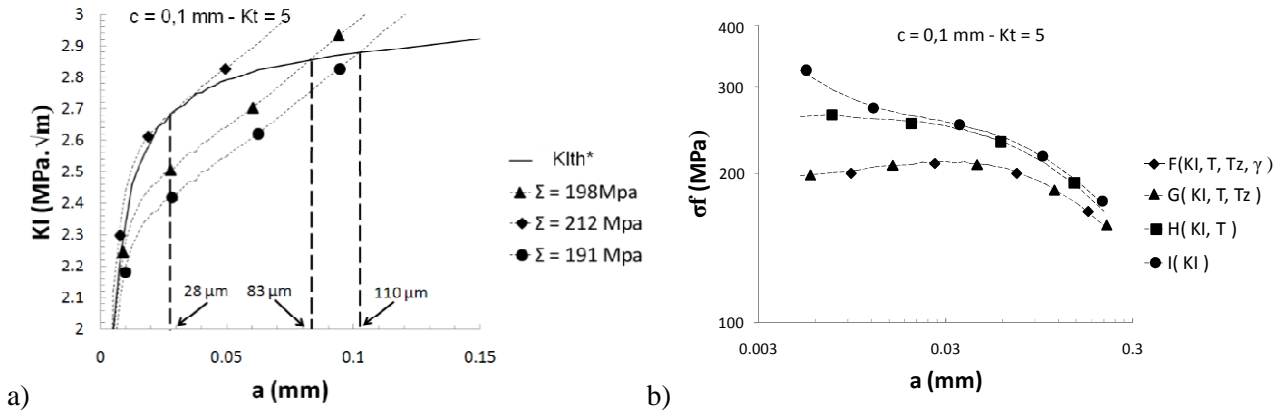 c = 0,1 mm - Kt = 5
KI (MPa.√m)
3
2.9
2.8
2.7
2.6
2.5
2.4
2.3
2.2
2.1
2
28 µm
83 µm
110 µm
0
0.05
0.1
0.15
a (mm)
KIth*
Σ = 198Mpa
Σ = 212 Mpa
Σ = 191 Mpa
a)
c = 0,1 mm - Kt = 5
σf (MPa)
400
300
200
100
0.003
0.03
0.3
a (mm)
F(KI, T, Tz, γ )
G( KI, T, Tz )
H( KI, T )
I( KI )
b)